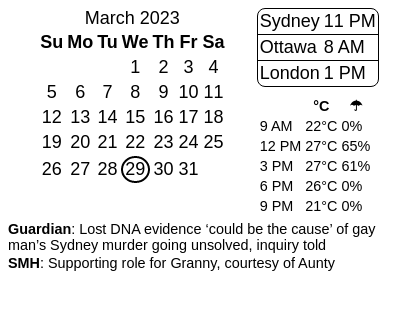 March 2023
Su Mo Tu We Th Fr Sa
1 2 3 4
5 6 7 8 9 10 11
12 13 14 15 16 17 18
19 20 21 22 23 24 25
26 27 28 29 30 31
Sydney 11 PM
Ottawa 8 AM
London 1 PM
°C ☂
9 AM 22°C 0%
12 PM 27°C 65%
3 PM 27°C 61%
6 PM 26°C 0%
9 PM 21°C 0%
Guardian: Lost DNA evidence ‘could be the cause’ of gay
man’s Sydney murder going unsolved, inquiry told
SMH: Supporting role for Granny, courtesy of Aunty